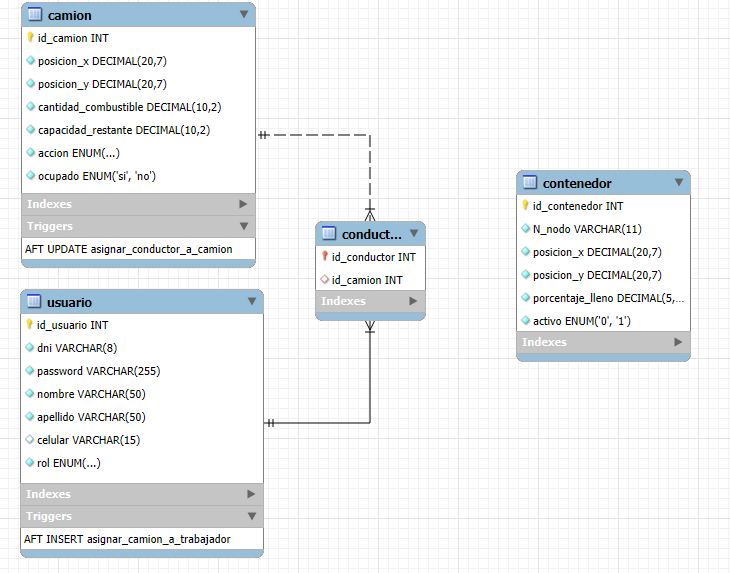 camion
id_camion INT
posicion_x DECIMAL(20,7)
posicion_y DECIMAL(20,7)
cantidad_combustible DECIMAL(10,2)
capacidad_restante DECIMAL(10,2)
accion ENUM(...)
ocupado ENUM('si', 'no')
Indexes
Triggers
AFT UPDATE asignar_conductor_a_camion
usuario
id_usuario INT
dni VARCHAR(8)
password VARCHAR(255)
nombre VARCHAR(50)
apellido VARCHAR(50)
celular VARCHAR(15)
rol ENUM(...)
Indexes
Triggers
AFT INSERT asignar_camion_a_trabajador
conduct...
id_conductor INT
id_camion INT
Indexes
contenedor
id_contenedor INT
N_nodo VARCHAR(11)
posicion_x DECIMAL(20,7)
posicion_y DECIMAL(20,7)
porcentaje_lleno DECIMAL(5,...
activo ENUM('0', '1')
Indexes